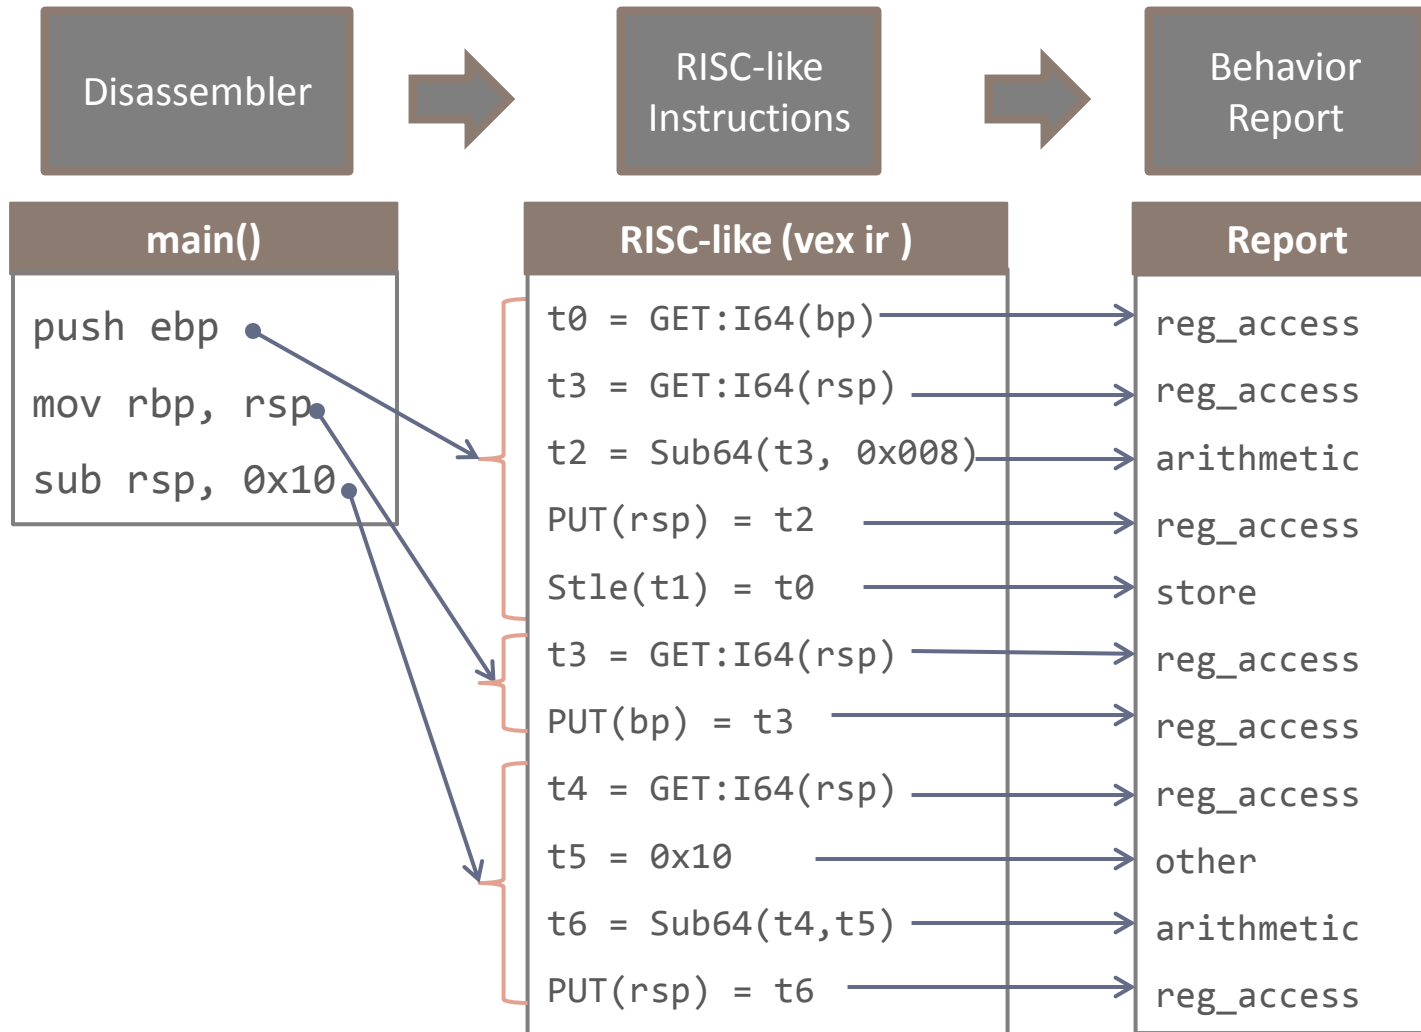 Disassembler
RISC-like
Instructions
Behavior
Report
main()
push ebp
mov rbp, rsp
sub rsp, 0x10
RISC-like (vex ir )
t0 = GET:I64(bp)
t3 = GET:I64(rsp)
t2 = Sub64(t3, 0x008)
PUT(rsp) = t2
Stle(t1) = t0
t3 = GET:I64(rsp)
PUT(bp) = t3
t4 = GET:I64(rsp)
t5 = 0x10
t6 = Sub64(t4,t5)
PUT(rsp) = t6
Report
reg_access
reg_access
arithmetic
reg_access
store
reg_access
reg_access
reg_access
other
arithmetic
reg_access